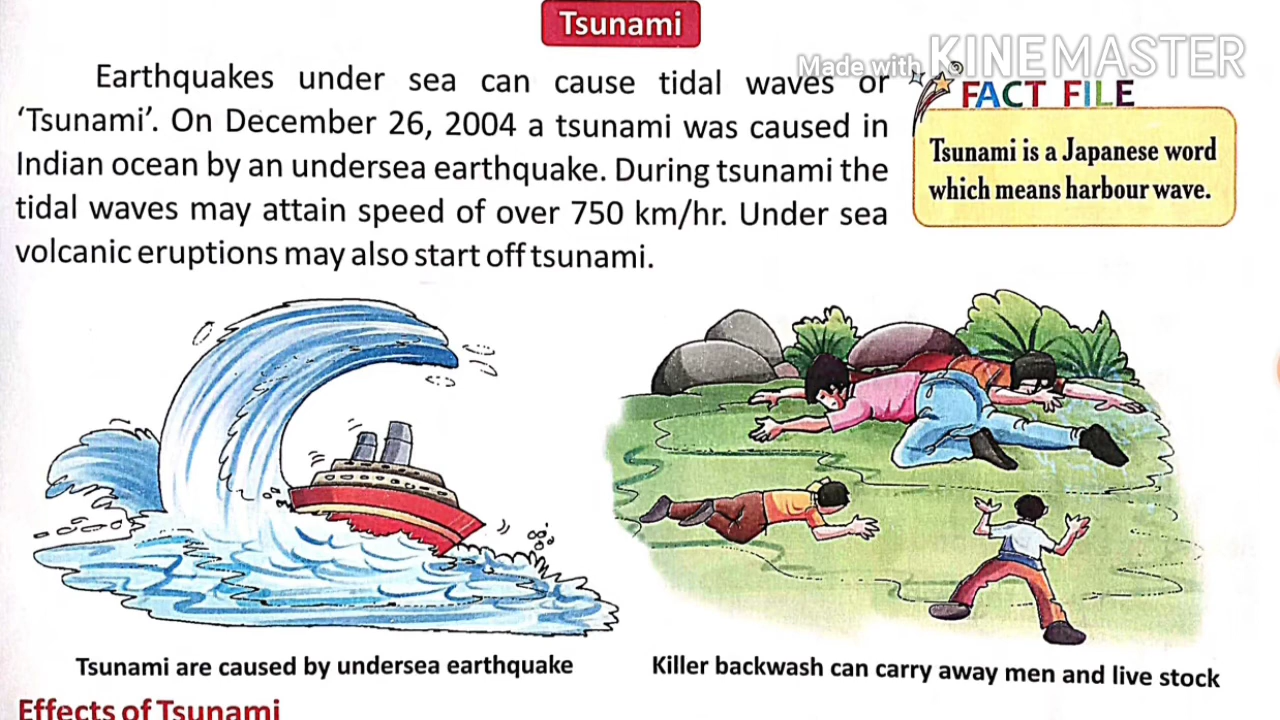 Tsunami
Made with KINEMASTER
Earthquakes under sea can cause tidal waves or
‘Tsunami’. On December 26, 2004 a tsunami was caused in
Indian ocean by an undersea earthquake. During tsunami the
tidal waves may attain speed of over 750 km/hr. Under sea
volcanic eruptions may also start off tsunami.
FACT FILE
Tsunami is a Japanese word
which means harbour wave.
Tsunami are caused by undersea earthquake
Killer backwash can carry away men and live stock
Effects of Tsunami